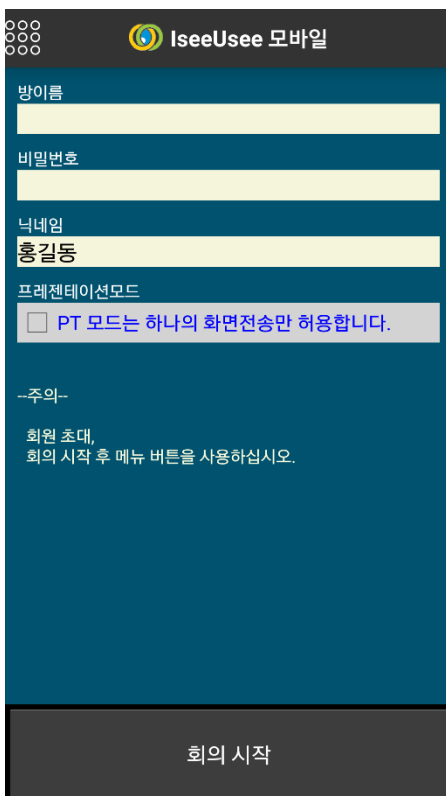 IseeUsee 모바일
방이름
비밀번호
닉네임
홍길동
프레젠테이션모드
PT 모드는 하나의 화면전송만 허용합니다.
--주의--
회원 초대,
회의 시작 후 메뉴 버튼을 사용하십시오.
회의 시작